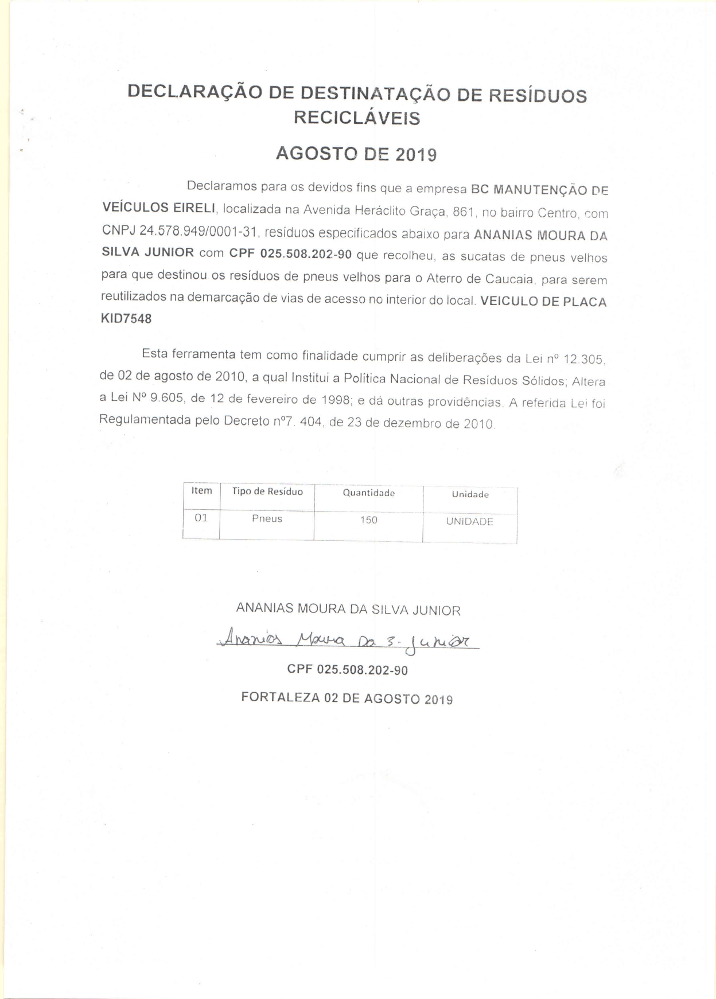 DECLARAÇÃO DE DESTINATAÇÃO DE RESÍDUOS
RECICLÁVEIS
AGOSTO DE 2019
Declaramos para os devidos fins que a empresa BC MANUTENÇÃO DE
VEÍCULOS EIRELI, localizada na Avenida Heráclito Graça, 861, no bairro Centro, com
CNPJ 24.578.949/0001-31, resíduos especificados abaixo para ANANIAS MOURA DA
SILVA JUNIOR com CPF 025.508.202-90 que recolheu, as sucatas de pneus velhos
para que destinou os resíduos de pneus velhos para o Aterro de Caucaia, para serem
reutilizados na demarcação de vias de acesso no interior do local. VEICULO DE PLACA
KID7548
Esta ferramenta tem como finalidade cumprir as deliberações da Lei nº 12.305,
de 02 de agosto de 2010, a qual Institui a Política Nacional de Resíduos Sólidos; Altera
a Lei Nº 9.605, de 12 de fevereiro de 1998; e dá outras providências. A referida Lei foi
Regulamentada pelo Decreto nº7. 404, de 23 de dezembro de 2010.
Item Tipo de Resíduo Quantidade Unidade
01 Pneus 150 UNIDADE
ANANIAS MOURA DA SILVA JUNIOR
Ananias Moura Da S. Junior
CPF 025.508.202-90
FORTALEZA 02 DE AGOSTO 2019